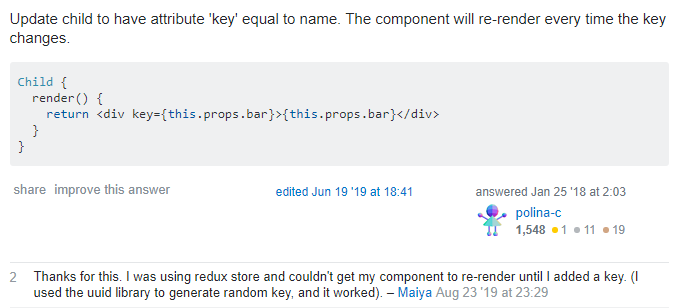 Update child to have attribute 'key' equal to name. The component will re-render every time the key
changes.
Child {
  render() {
    return <div key={this.props.bar}>{this.props.bar}</div>
  }
}
share improve this answer
edited Jun 19 '19 at 18:41
answered Jan 25 '18 at 2:03
polina-c
1,548 ●1 ●11 ●19
2 Thanks for this. I was using redux store and couldn't get my component to re-render until I added a key. (I
used the uuid library to generate random key, and it worked). – Maiya Aug 23 '19 at 23:29